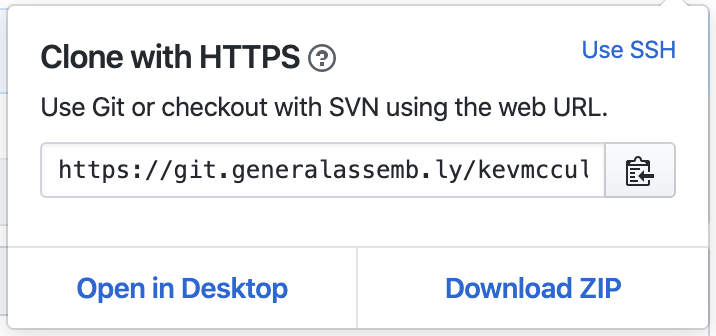 Clone with HTTPS ?
Use SSH
Use Git or checkout with SVN using the web URL.
https://git.generalassemb.ly/kevmccul
Open in Desktop
Download ZIP